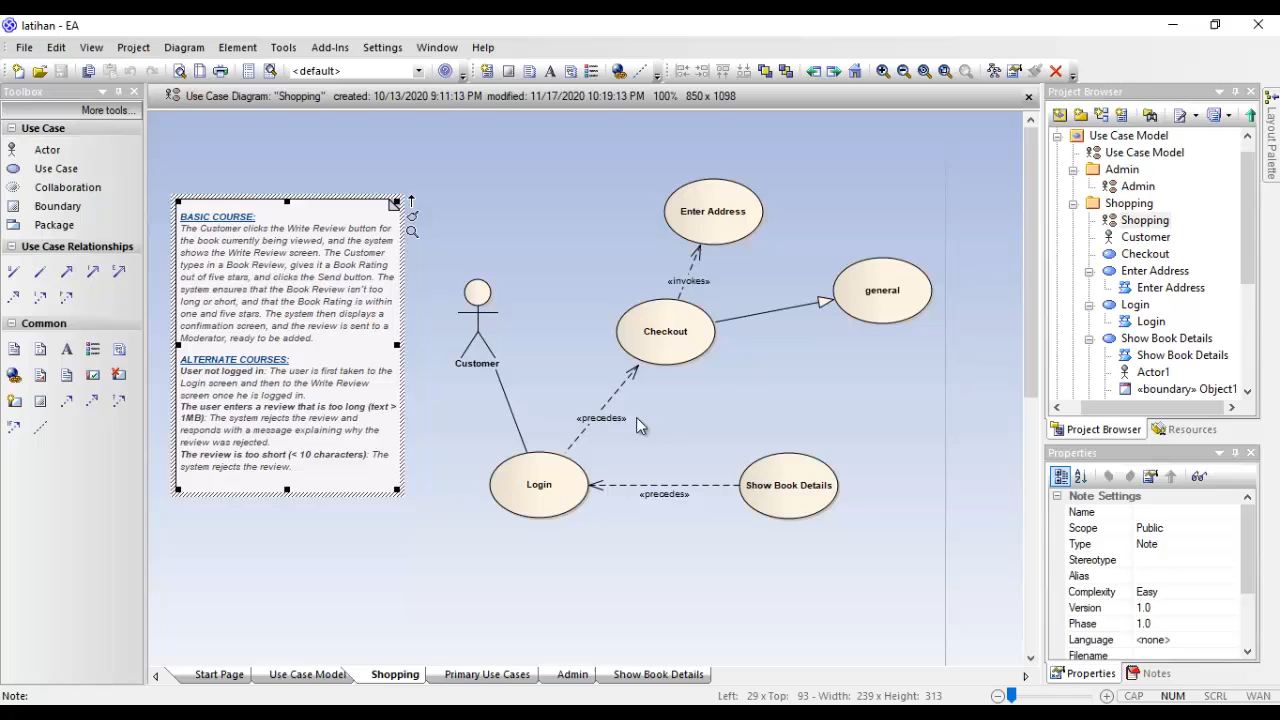 latihan - EA
File Edit View Project Diagram Element Tools Add-Ins Settings Window Help
<default>
Toolbox
More tools...
Use Case
Actor
Use Case
Collaboration
Boundary
Package
Use Case Relationships
Common
Use Case Diagram: "Shopping" created: 10/13/2020 9:11:13 PM modified: 11/17/2020 10:19:13 PM 100% 850 x 1098
BASIC COURSE:
The Customer clicks the Write Review button for
the book currently being viewed, and the system
shows the Write Review screen. The Customer
types in a Book Review, gives it a Book Rating
out of five stars, and clicks the Send button. The
system ensures that the Book Review isn't too
long or short, and that the Book Rating is within
one and five stars. The system then displays a
confimation screen, and the review is sent to a
Moderator, ready to be added.
ALTERNATE COURSES:
User not logged in: The user is first taken to the
Login screen and then to the Write Review
screen once he is logged in.
The user enters a review that is too long (text >
1MB): The system rejects the review and
responds with a message explaining why the
review was rejected.
The review is too short (< 10 characters): The
system rejects the review.
Enter Address
«invokes»
general
Checkout
Customer
«precedes»
Login
«precedes»
Show Book Details
Start Page Use Case Model Shopping Primary Use Cases Admin Show Book Details
Project Browser
Use Case Model
Use Case Model
Admin
Admin
Shopping
Shopping
Customer
Checkout
Enter Address
Enter Address
Login
Login
Show Book Details
Show Book Details
Actor1
«boundary» Object1
Project Browser Resources
Layout Palette
Properties
Note Settings
Name
Scope Public
Type Note
Stereotype
Alias
Complexity Easy
Version 1.0
Phase 1.0
Language <none>
Filename
Properties Notes
Note:
Left: 29 x Top: 93 - Width: 239 x Height: 313
CAP NUM SCRL WAN